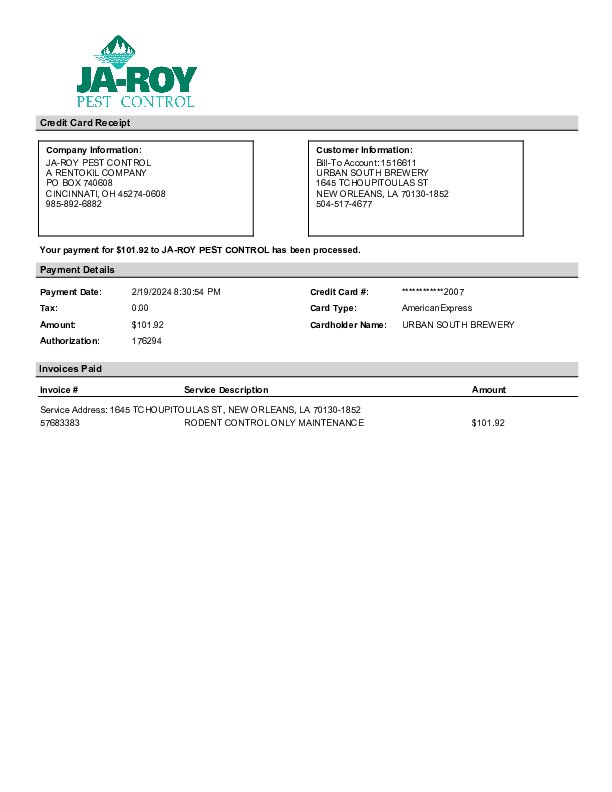 JA-ROY
PEST CONTROL
Credit Card Receipt
Company Information:
JA-ROY PEST CONTROL
A RENTOKIL COMPANY
PO BOX 740608
CINCINNATI, OH 45274-0608
985-892-6882
Customer Information:
Bill-To Account: 1516611
URBAN SOUTH BREWERY
1645 TCHOUPITOULAS ST
NEW ORLEANS, LA 70130-1852
504-517-4677
Your payment for $101.92 to JA-ROY PEST CONTROL has been processed.
Payment Details
Payment Date: 2/19/2024 8:30:54 PM Credit Card #: ************2007
Tax: 0.00 Card Type: AmericanExpress
Amount: $101.92 Cardholder Name: URBAN SOUTH BREWERY
Authorization: 176294
Invoices Paid
Invoice # Service Description Amount
Service Address: 1645 TCHOUPITOULAS ST, NEW ORLEANS, LA 70130-1852
57683383 RODENT CONTROL ONLY MAINTENANCE $101.92